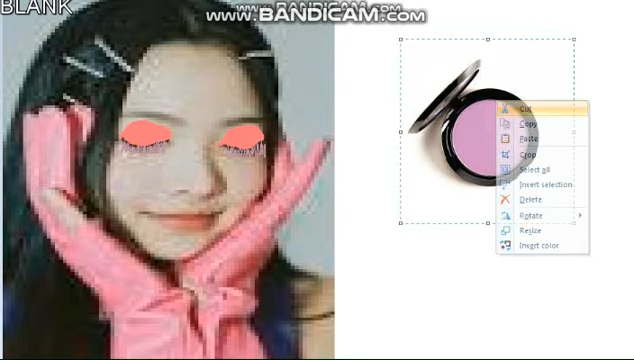 BLANK
www.BANDICAM.com
Cut
Copy
Paste
Crop
Select all
Invert selection
Delete
Rotate
Resize
Invert color